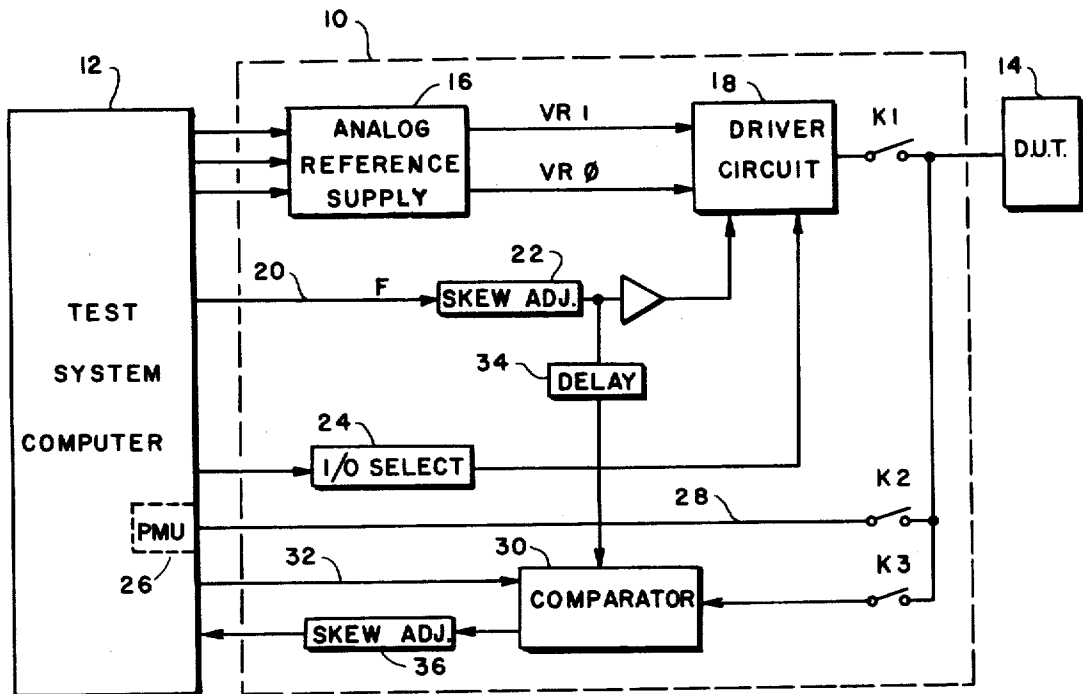 10
12
16
18
14
ANALOG
REFERENCE
SUPPLY
VR 1
VR Ø
DRIVER
CIRCUIT
K1
D.U.T.
20
F
22
SKEW ADJ.
TEST
SYSTEM
COMPUTER
34
DELAY
24
I/O SELECT
28
K2
PMU
26
32
30
COMPARATOR
K3
SKEW ADJ.
36